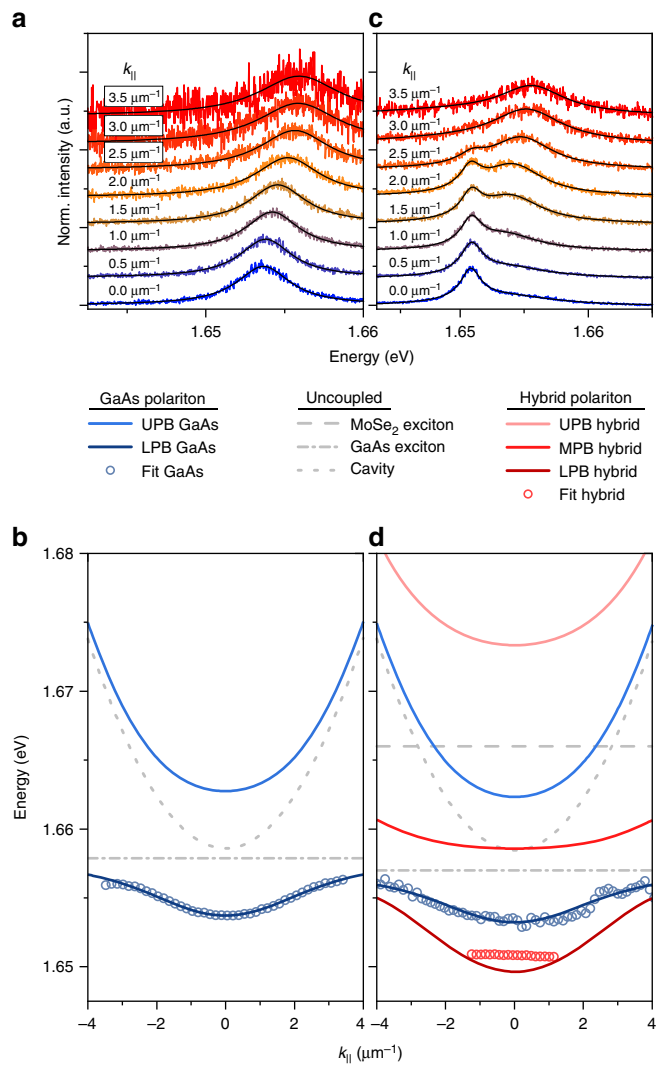 a
c
k||
3.5 μm⁻¹
3.0 μm⁻¹
2.5 μm⁻¹
2.0 μm⁻¹
1.5 μm⁻¹
1.0 μm⁻¹
0.5 μm⁻¹
0.0 μm⁻¹
k||
3.5 μm⁻¹
3.0 μm⁻¹
2.5 μm⁻¹
2.0 μm⁻¹
1.5 μm⁻¹
1.0 μm⁻¹
0.5 μm⁻¹
0.0 μm⁻¹
Norm. intensity (a.u.)
1.65 1.66 1.65 1.66
Energy (eV)
GaAs polariton
UPB GaAs
LPB GaAs
Fit GaAs
Uncoupled
MoSe₂ exciton
GaAs exciton
Cavity
Hybrid polariton
UPB hybrid
MPB hybrid
LPB hybrid
Fit hybrid
b
d
1.68
1.67
1.66
1.65
Energy (eV)
−4 −2 0 2 4 −4 −2 0 2 4
k|| (μm⁻¹)